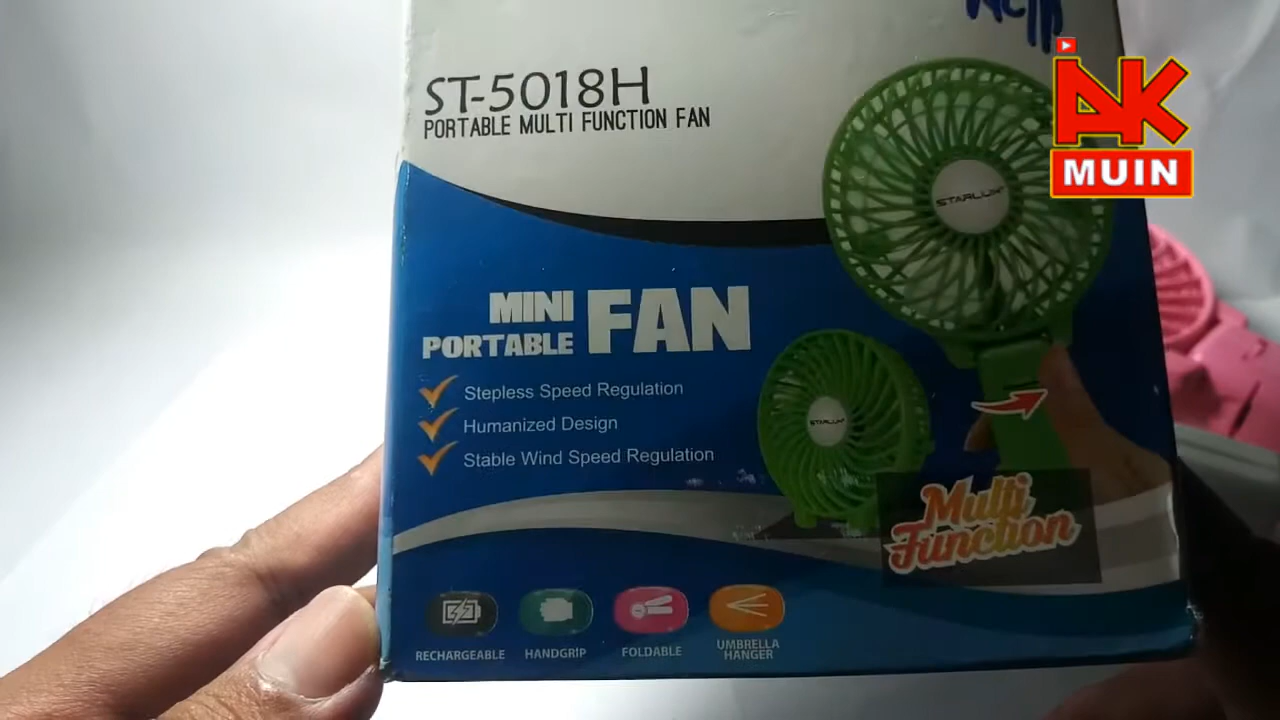 ST-5018H
PORTABLE MULTI FUNCTION FAN
AK
MUIN
STARLUX
MINI
PORTABLE
FAN
Stepless Speed Regulation
Humanized Design
Stable Wind Speed Regulation
STARLUX
Multi
Function
RECHARGEABLE
HANDGRIP
FOLDABLE
UMBRELLA
HANGER